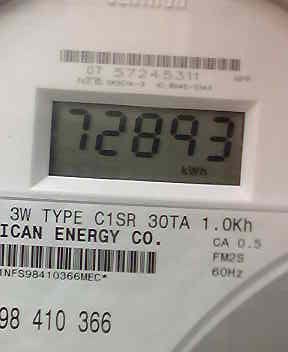 07 57245311
72893
kWh
3W TYPE C1SR 30TA 1.0Kh
ICAN ENERGY CO.
CA 0.5
FM2S
60Hz
1NFS98410366MEC*
98 410 366